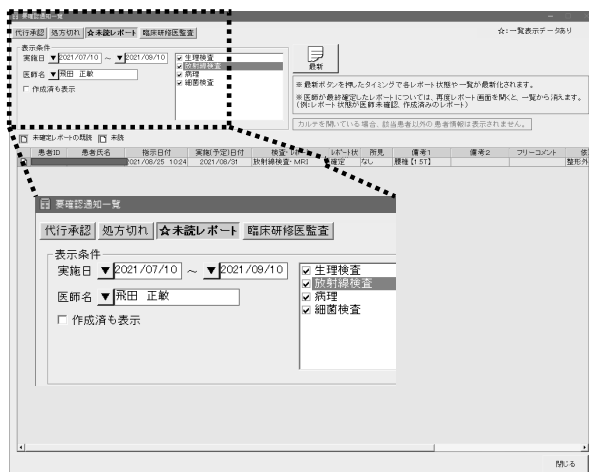 要確認通知一覧
代行承認 処方切れ ☆未読レポート 臨床研修医監査
☆:一覧表示データあり
表示条件
実施日 ▼ 2021/07/10 ～ ▼ 2021/09/10
医師名 ▼ 飛田 正敏
作成済も表示
生理検査
放射線検査
病理
細菌検査
最新
※最新ボタンを押したタイミングで各レポート状態や一覧が最新化されます。
※医師が最終確定したレポートについては、再度レポート画面を開くと、一覧から消えます。
(例:レポート状態が医師未確認、作成済みのレポート)
カルテを開いている場合、該当患者以外の患者情報は表示されません。
未確定レポートの既読 未読
患者ID 患者氏名 指示日付 実施(予定)日付 検査・レポート レポート状 所見 備考1 備考2 フリーコメント 依
2021/08/25 10:24 2021/08/31 放射線検査・MRI 確定 なし 腰椎【1.5T】 整形外
要確認通知一覧
代行承認 処方切れ ☆未読レポート 臨床研修医監査
表示条件
実施日 ▼ 2021/07/10 ～ ▼ 2021/09/10
医師名 ▼ 飛田 正敏
作成済も表示
生理検査
放射線検査
病理
細菌検査
閉じる